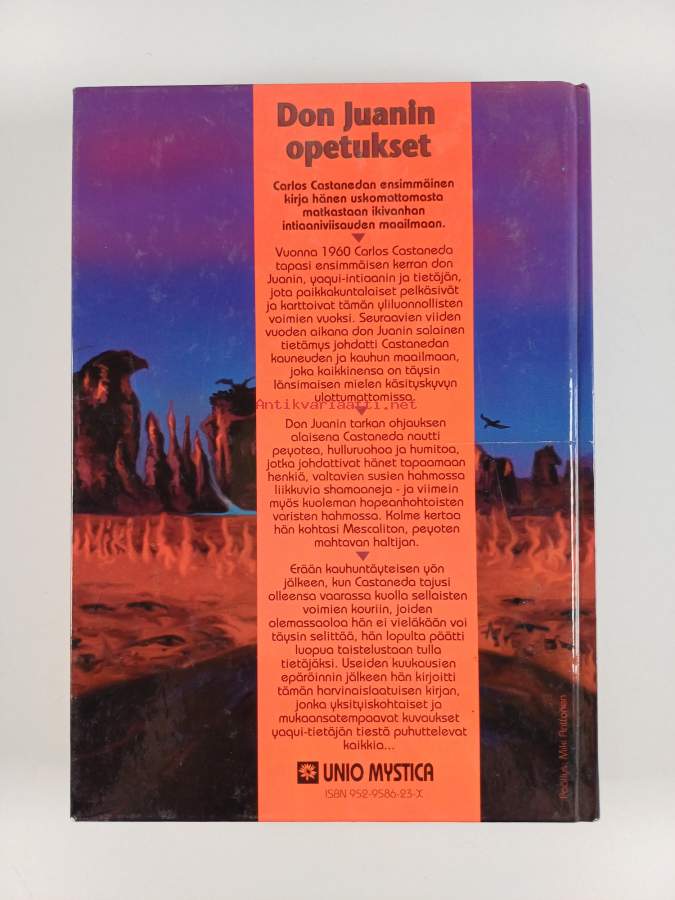 Don Juanin
opetukset
Carlos Castanedan ensimmäinen
kirja hänen uskomattomasta
matkastaan ikivanhan
intiaaniviisauden maailmaan.
Vuonna 1960 Carlos Castaneda
tapasi ensimmäisen kerran don
Juanin, yaqui-intiaanin ja tietäjän,
jota paikkakuntalaiset pelkäsivät
ja karttoivat tämän yliluonnollisten
voimien vuoksi. Seuraavien viiden
vuoden aikana don Juanin salainen
tietämys johdatti Castanedan
kauneuden ja kauhun maailmaan,
joka kaikkinensa on täysin
länsimaisen mielen käsityskyvyn
ulottumattomissa.
Antikvariaatti.net
Don Juanin tarkan ohjauksen
alaisena Castaneda nautti
peyotea, hulluruohoa ja humitoa,
jotka johdattivat hänet tapaamaan
henkiä, valtavien susien hahmossa
liikkuvia shamaaneja - ja viimein
myös kuoleman hopeanhohtoisten
varisten hahmossa. Kolme kertaa
hän kohtasi Mescaliton, peyoten
mahtavan haltijan.
Erään kauhuntäyteisen yön
jälkeen, kun Castaneda tajusi
olleensa vaarassa kuolla sellaisten
voimien kouriin, joiden
olemassaoloa hän ei vieläkään voi
täysin selittää, hän lopulta päätti
luopua taistelustaan tulla
tietäjäksi. Useiden kuukausien
epäröinnin jälkeen hän kirjoitti
tämän harvinaislaatuisen kirjan,
jonka yksityiskohtaiset ja
mukaansatempaavat kuvaukset
yaqui-tietäjän tiestä puhuttelevat
kaikkia...
UNIO MYSTICA
ISBN 952-9586-23-X
Päällys: Miki Anttonen